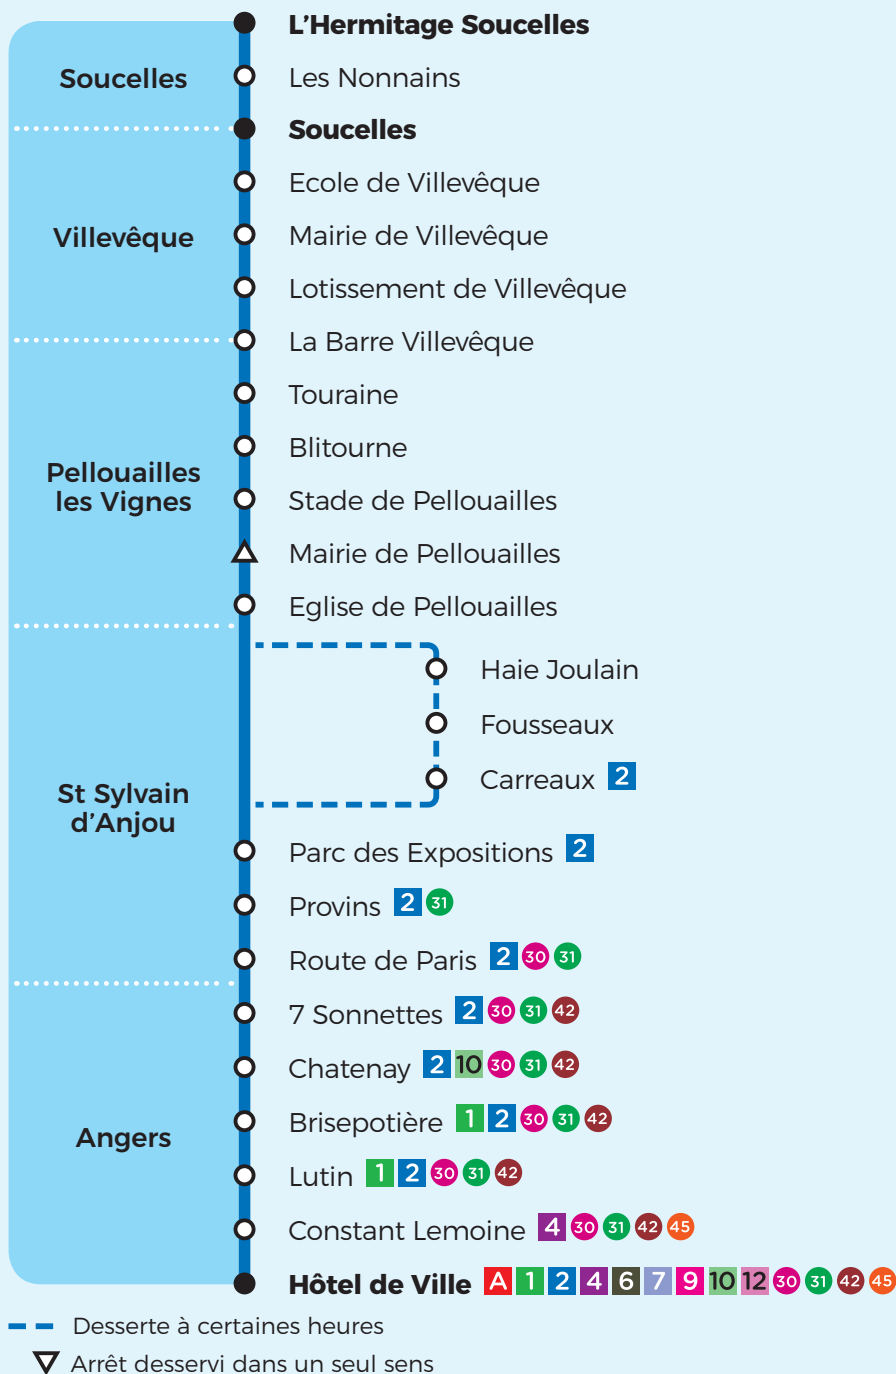 L'Hermitage Soucelles
Soucelles
Les Nonnains
Soucelles
Ecole de Villevêque
Villevêque
Mairie de Villevêque
Lotissement de Villevêque
La Barre Villevêque
Touraine
Blitourne
Pellouailles
les Vignes
Stade de Pellouailles
Mairie de Pellouailles
Eglise de Pellouailles
Haie Joulain
Fousseaux
Carreaux 2
St Sylvain
d'Anjou
Parc des Expositions 2
Provins 2 31
Route de Paris 2 30 31
7 Sonnettes 2 30 31 42
Chatenay 2 10 30 31 42
Brisepotière 1 2 30 31 42
Angers
Lutin 1 2 30 31 42
Constant Lemoine 4 30 31 42 45
Hôtel de Ville A 1 2 4 6 7 9 10 12 30 31 42 45
Desserte à certaines heures
Arrêt desservi dans un seul sens